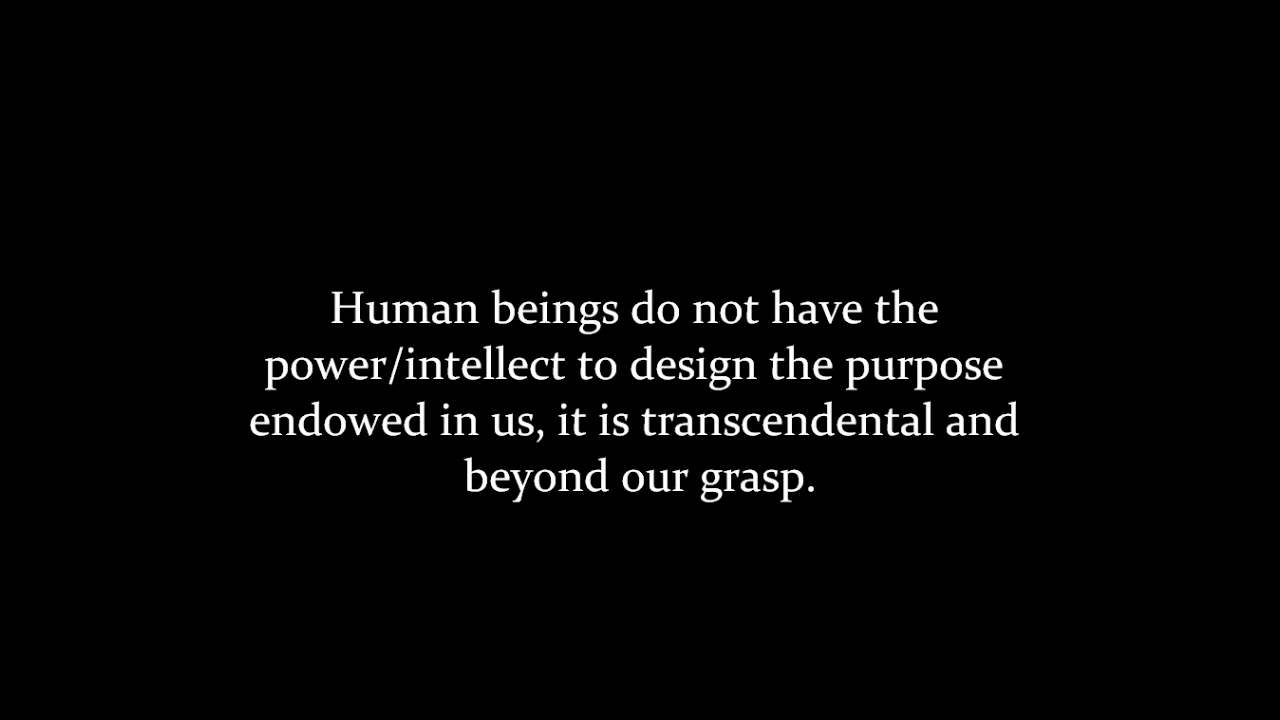 Human beings do not have the
power/intellect to design the purpose
endowed in us, it is transcendental and
beyond our grasp.